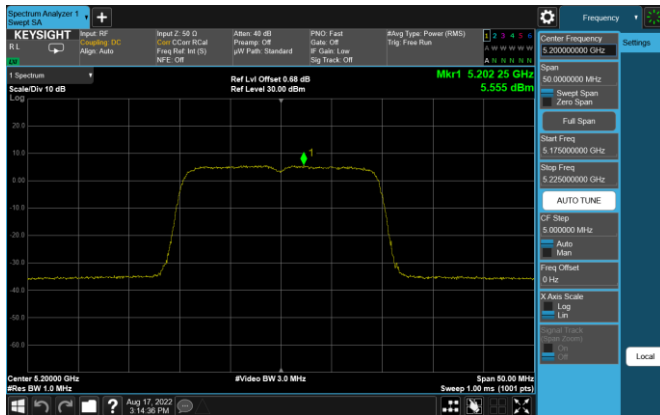 Spectrum Analyzer 1
Swept SA
Frequency
KEYSIGHT
RL
Input: RF
Coupling: DC
Align: Auto
Input Z: 50 Ω
Corr CCorr RCal
Freq Ref: Int (S)
NFE: Off
Atten: 40 dB
Preamp: Off
µW Path: Standard
PNO: Fast
Gate: Off
IF Gain: Low
Sig Track: Off
#Avg Type: Power (RMS)
Trig: Free Run
1 2 3 4 5 6
A W W W W W
A N N N N N
1 Spectrum
Scale/Div 10 dB
Ref Lvl Offset 0.68 dB
Ref Level 30.00 dBm
Mkr1 5.202 25 GHz
5.555 dBm
Log
20.0
10.0
0.00
-10.0
-20.0
-30.0
-40.0
-50.0
-60.0
1
Center 5.20000 GHz
#Res BW 1.0 MHz
#Video BW 3.0 MHz
Span 50.00 MHz
Sweep 1.00 ms (1001 pts)
Aug 17, 2022
3:14:36 PM
Center Frequency
5.200000000 GHz
Settings
Span
50.0000000 MHz
Swept Span
Zero Span
Full Span
Start Freq
5.175000000 GHz
Stop Freq
5.225000000 GHz
AUTO TUNE
CF Step
5.000000 MHz
Auto
Man
Freq Offset
0 Hz
X Axis Scale
Log
Lin
Signal Track
(Span Zoom)
On
Off
Local